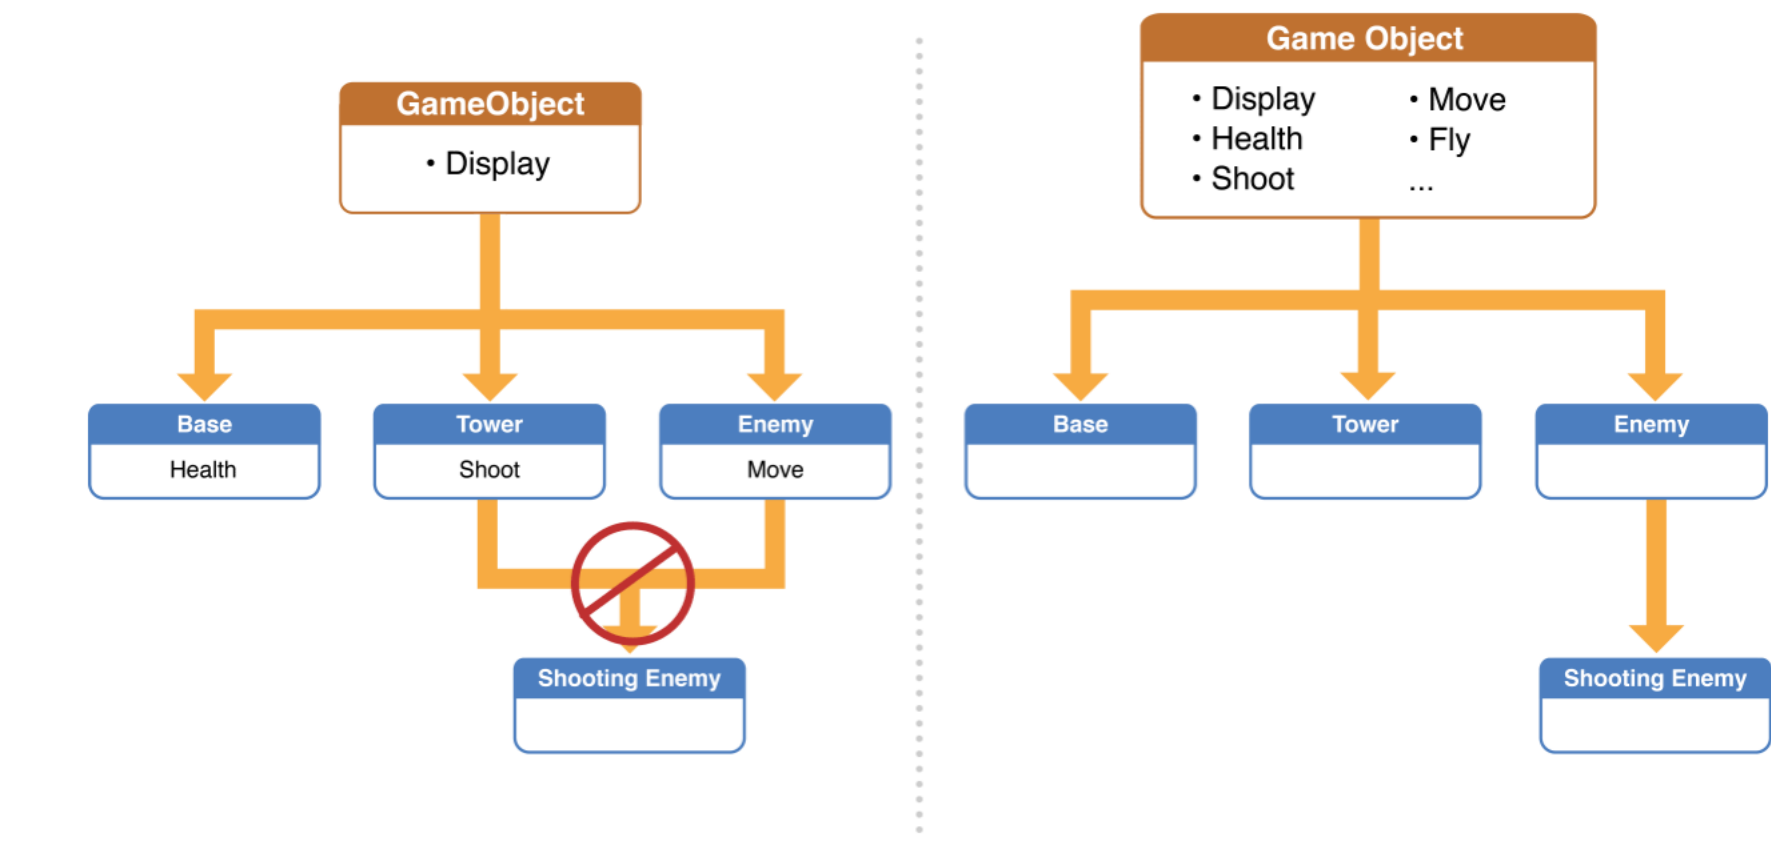 GameObject
• Display
Base
Health
Tower
Shoot
Enemy
Move
Shooting Enemy
Game Object
• Display
• Health
• Shoot
• Move
• Fly
...
Base
Tower
Enemy
Shooting Enemy